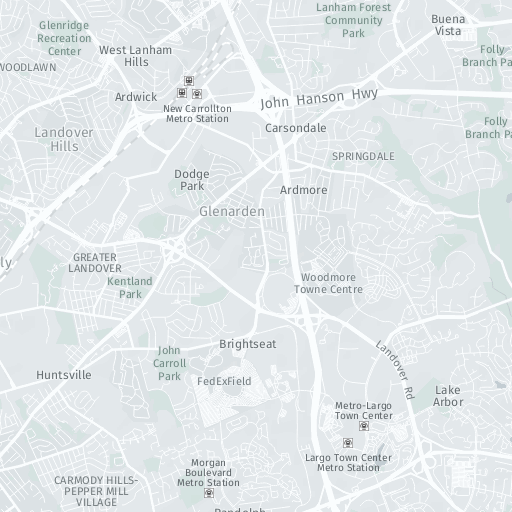 Glenridge
Recreation
Center
Lanham Forest
Community
Park
Buena
Vista
West Lanham
Hills
Folly
Branch Pa
WOODLAWN
Ardwick
New Carrollton
Metro Station
John Hanson Hwy
Carsondale
Folly
Branch Pa
Landover
Hills
SPRINGDALE
Dodge
Park
Ardmore
Glenarden
GREATER
LANDOVER
Kentland
Park
Woodmore
Towne Centre
Brightseat
John
Carroll
Park
Landover Rd
Huntsville
FedExField
Lake
Arbor
Metro-Largo
Town Center
Largo Town Center
Metro Station
Morgan
Boulevard
Metro Station
CARMODY HILLS-
PEPPER MILL
VILLAGE